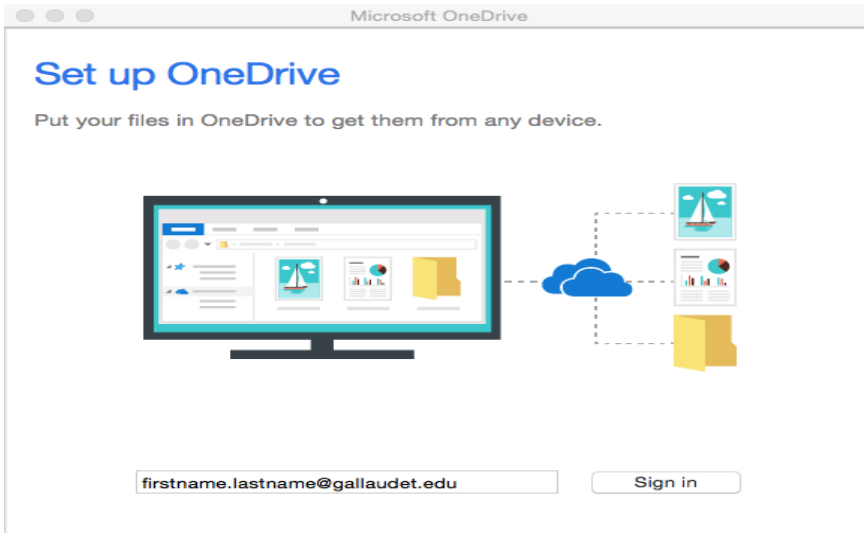 Microsoft OneDrive
Set up OneDrive
Put your files in OneDrive to get them from any device.
firstname.lastname@gallaudet.edu
Sign in